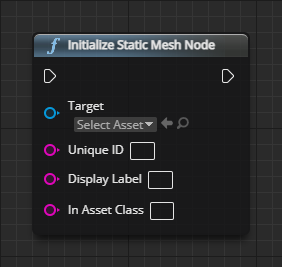 f Initialize Static Mesh Node
Target
Select Asset
Unique ID
Display Label
In Asset Class